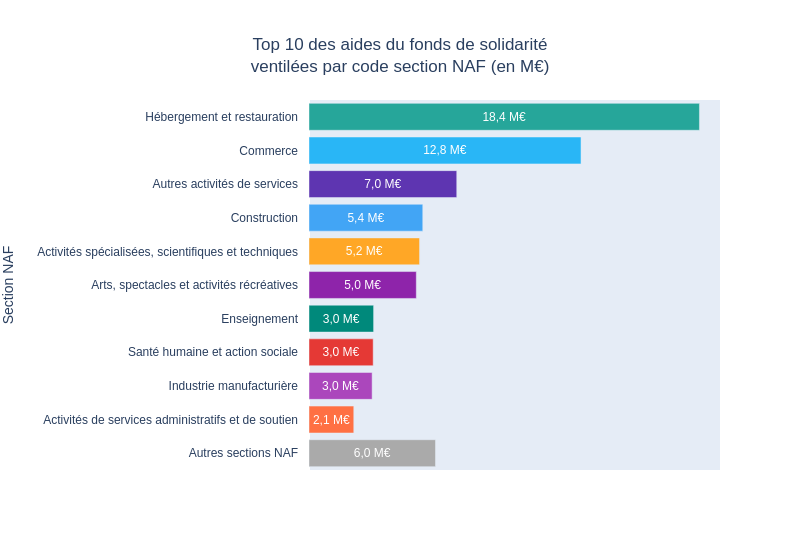 Top 10 des aides du fonds de solidarité
ventilées par code section NAF (en M€)
Section NAF
Hébergement et restauration 18,4 M€
Commerce 12,8 M€
Autres activités de services 7,0 M€
Construction 5,4 M€
Activités spécialisées, scientifiques et techniques 5,2 M€
Arts, spectacles et activités récréatives 5,0 M€
Enseignement 3,0 M€
Santé humaine et action sociale 3,0 M€
Industrie manufacturière 3,0 M€
Activités de services administratifs et de soutien 2,1 M€
Autres sections NAF 6,0 M€